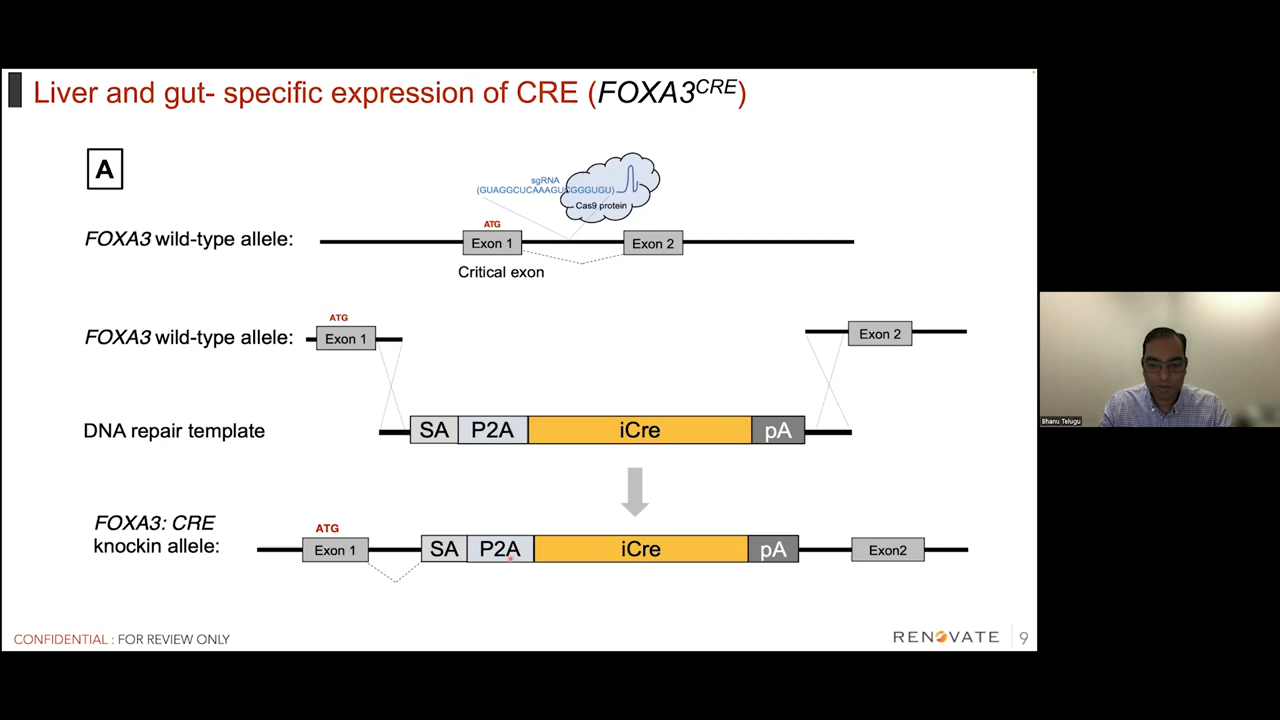 Liver and gut- specific expression of CRE (FOXA3CRE)
A
sgRNA
(GUAGGCUCAAAGUCGGGUGU)
Cas9 protein
ATG
FOXA3 wild-type allele:
Exon 1
Exon 2
Critical exon
ATG
FOXA3 wild-type allele:
Exon 1
Exon 2
DNA repair template
SA
P2A
iCre
pA
FOXA3: CRE
knockin allele:
ATG
Exon 1
SA
P2A
iCre
pA
Exon2
CONFIDENTIAL : FOR REVIEW ONLY
RENOVATE
9
Bhanu Telugu